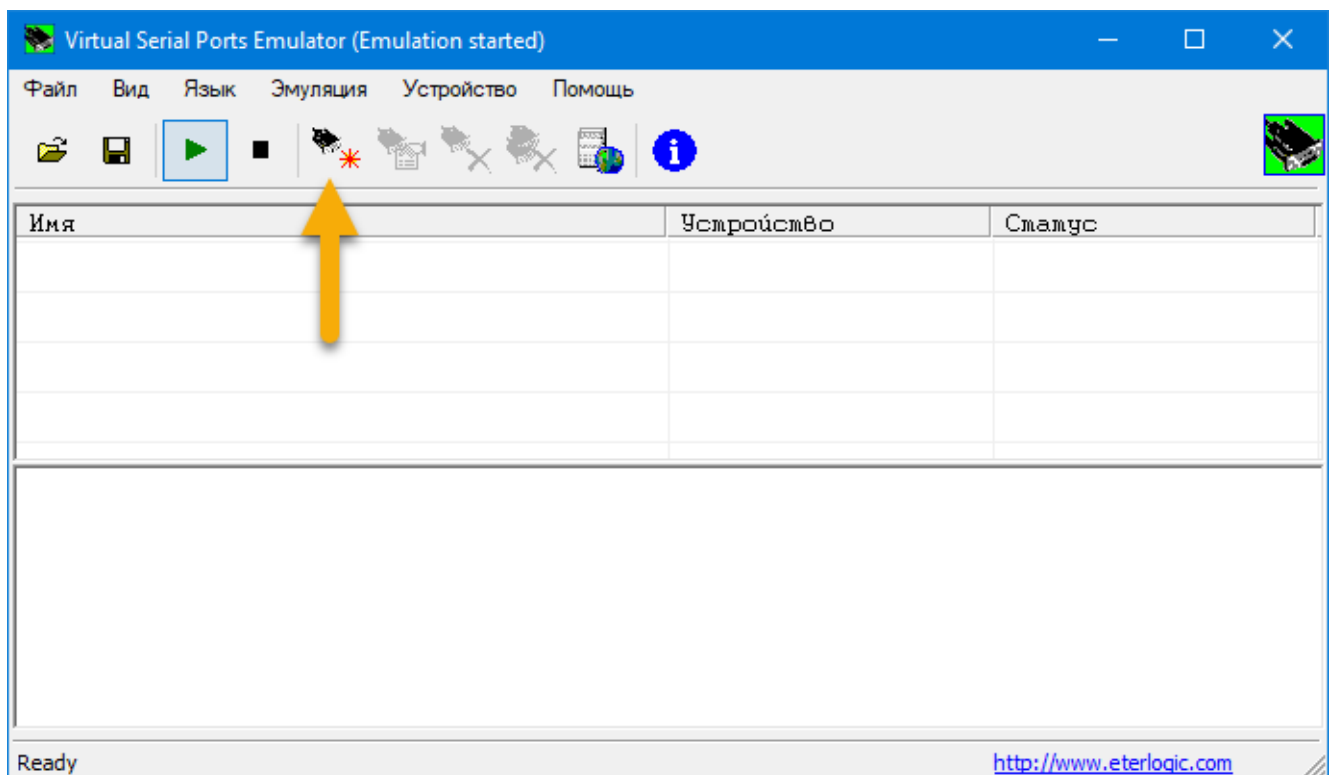 Virtual Serial Ports Emulator (Emulation started)
Файл Вид Язык Эмуляция Устройство Помощь
Имя Устройство Статус
Ready http://www.eterlogic.com